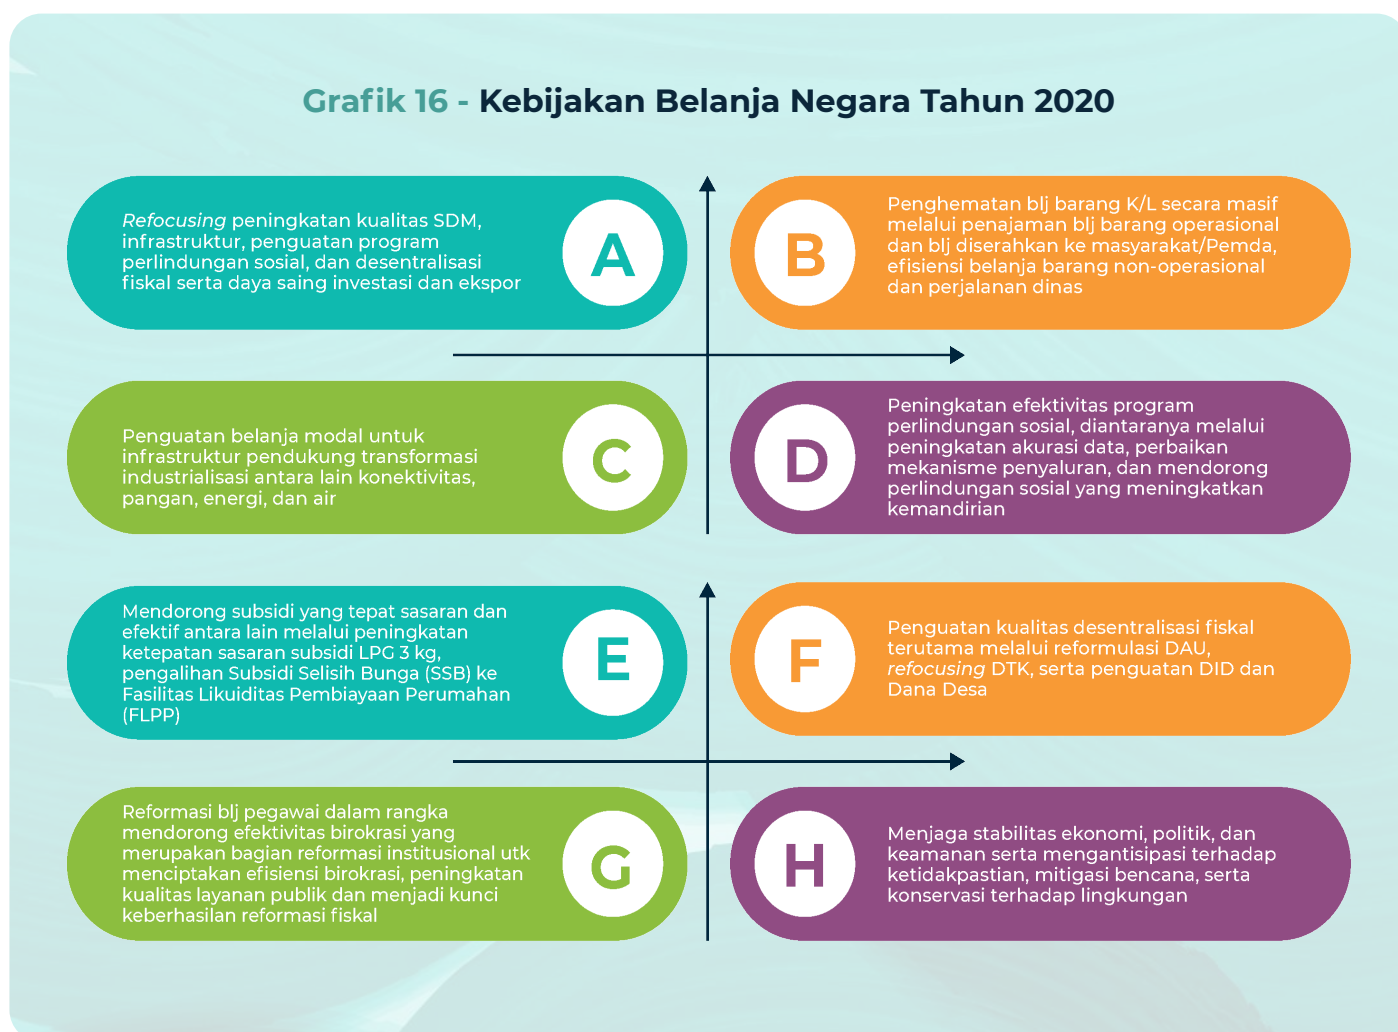 Grafik 16 - Kebijakan Belanja Negara Tahun 2020
Refocusing peningkatan kualitas SDM,
infrastruktur, penguatan program
perlindungan sosial, dan desentralisasi
fiskal serta daya saing investasi dan ekspor
A
B
Penghematan blj barang K/L secara masif
melalui penajaman blj barang operasional
dan blj diserahkan ke masyarakat/Pemda,
efisiensi belanja barang non-operasional
dan perjalanan dinas
Penguatan belanja modal untuk
infrastruktur pendukung transformasi
industrialisasi antara lain konektivitas,
pangan, energi, dan air
C
D
Peningkatan efektivitas program
perlindungan sosial, diantaranya melalui
peningkatan akurasi data, perbaikan
mekanisme penyaluran, dan mendorong
perlindungan sosial yang meningkatkan
kemandirian
Mendorong subsidi yang tepat sasaran dan
efektif antara lain melalui peningkatan
ketepatan sasaran subsidi LPG 3 kg,
pengalihan Subsidi Selisih Bunga (SSB) ke
Fasilitas Likuiditas Pembiayaan Perumahan
(FLPP)
E
F
Penguatan kualitas desentralisasi fiskal
terutama melalui reformulasi DAU,
refocusing DTK, serta penguatan DID dan
Dana Desa
Reformasi blj pegawai dalam rangka
mendorong efektivitas birokrasi yang
merupakan bagian reformasi institusional utk
menciptakan efisiensi birokrasi, peningkatan
kualitas layanan publik dan menjadi kunci
keberhasilan reformasi fiskal
G
H
Menjaga stabilitas ekonomi, politik, dan
keamanan serta mengantisipasi terhadap
ketidakpastian, mitigasi bencana, serta
konservasi terhadap lingkungan